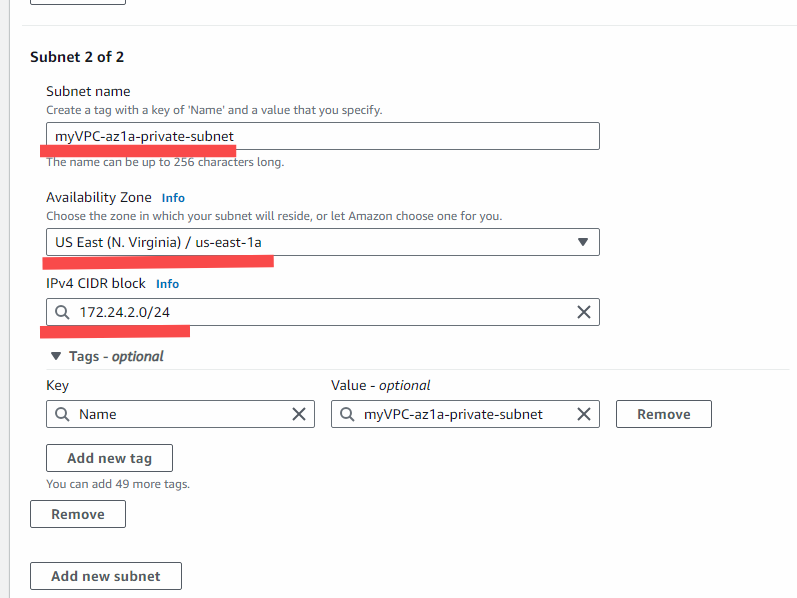 Subnet 2 of 2
Subnet name
Create a tag with a key of 'Name' and a value that you specify.
myVPC-az1a-private-subnet
The name can be up to 256 characters long.
Availability Zone Info
Choose the zone in which your subnet will reside, or let Amazon choose one for you.
US East (N. Virginia) / us-east-1a
IPv4 CIDR block Info
172.24.2.0/24
Tags - optional
Key Value - optional
Name myVPC-az1a-private-subnet Remove
Add new tag
You can add 49 more tags.
Remove
Add new subnet